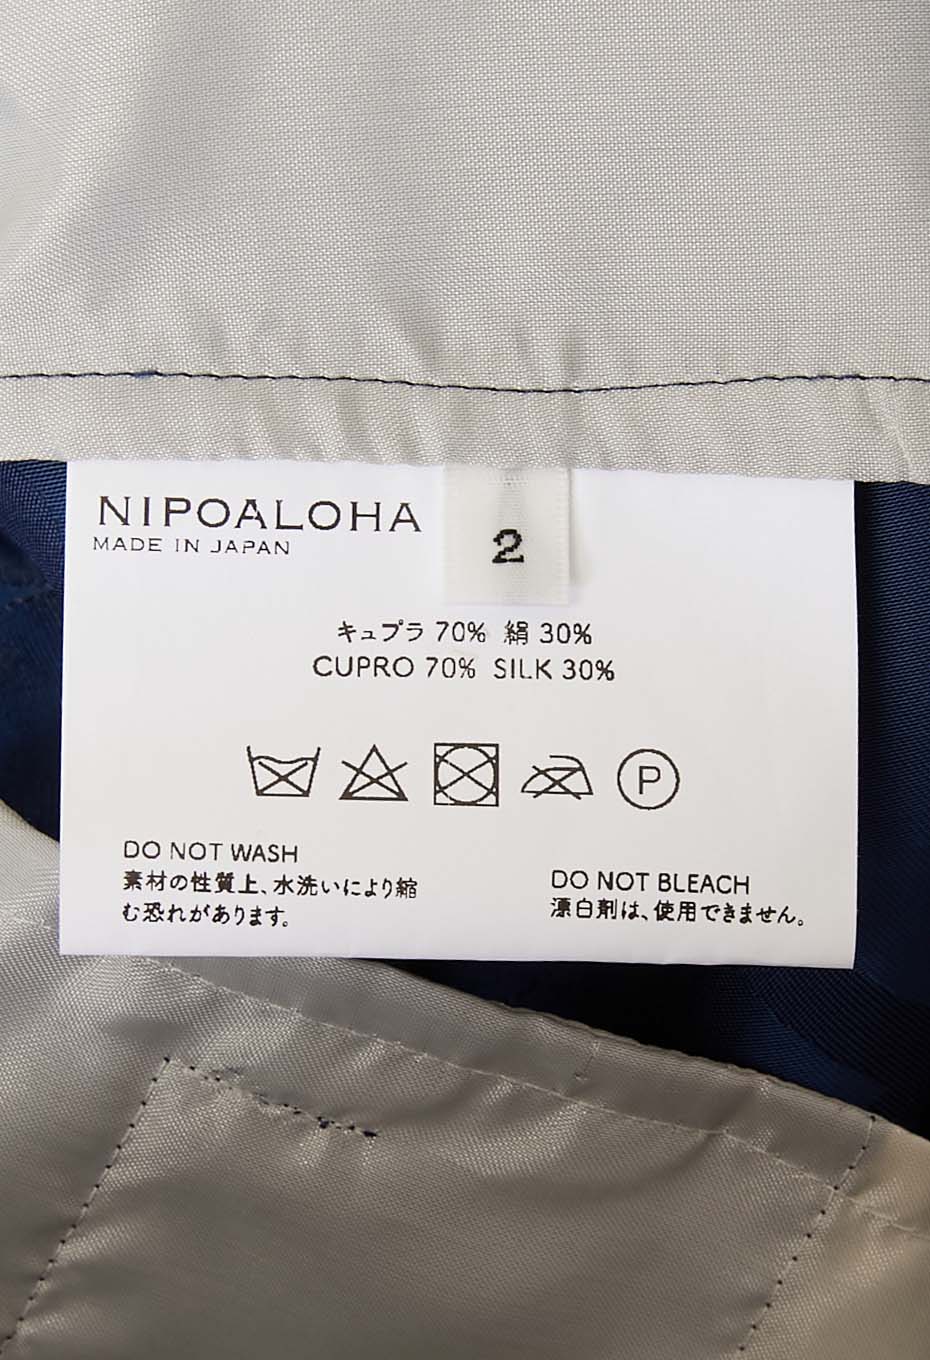 NIPOALOHA
MADE IN JAPAN
2
キュプラ 70% 絹 30%
CUPRO 70% SILK 30%
P
DO NOT WASH
素材の性質上、水洗いにより縮
む恐れがあります。
DO NOT BLEACH
漂白剤は、使用できません。